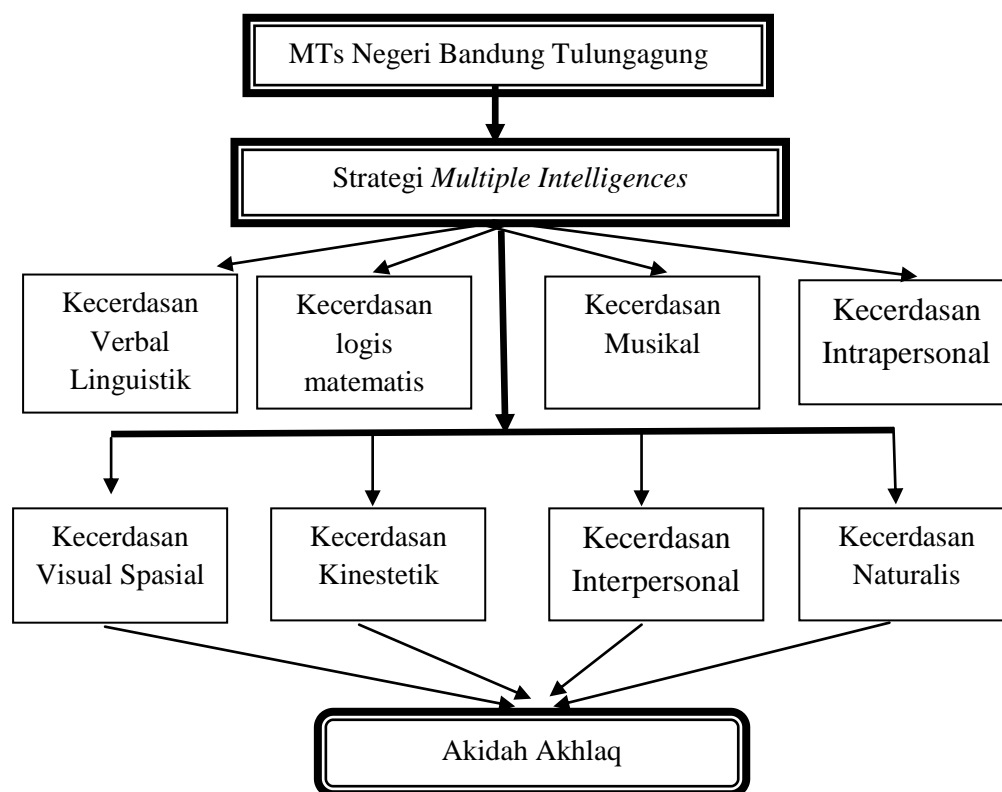 MTs Negeri Bandung Tulungagung
Strategi Multiple Intelligences
Kecerdasan
Verbal
Linguistik
Kecerdasan
logis
matematis
Kecerdasan
Musikal
Kecerdasan
Intrapersonal
Kecerdasan
Visual Spasial
Kecerdasan
Kinestetik
Kecerdasan
Interpersonal
Kecerdasan
Naturalis
Akidah Akhlaq